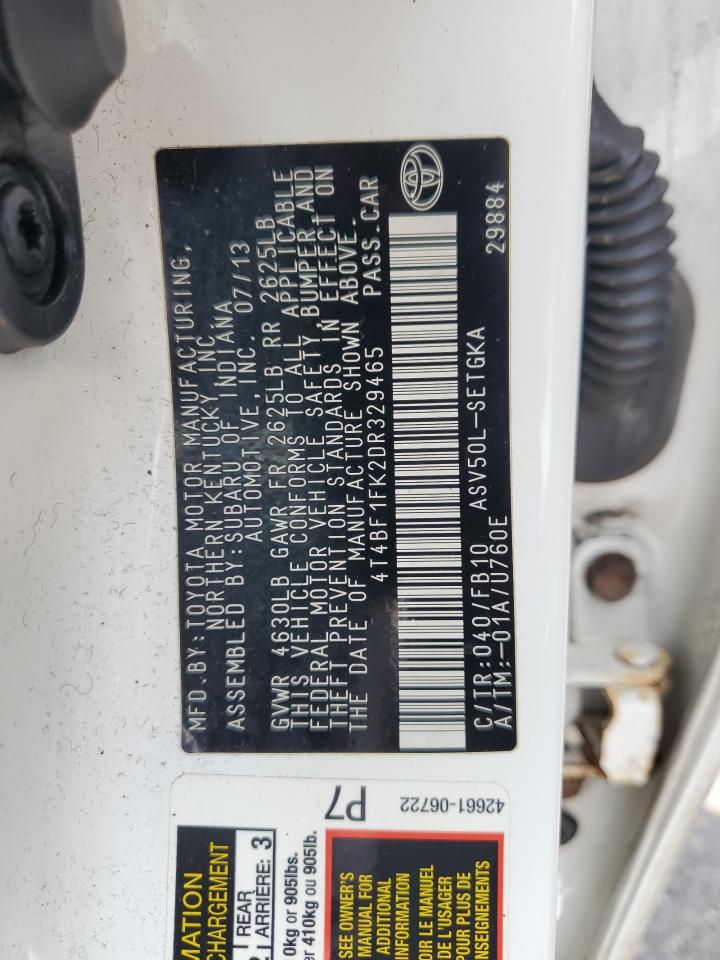 MFD.BY:TOYOTA MOTOR MANUFACTURING,
NORTHERN KENTUCKY INC.
ASSEMBLED BY:SUBARU OF INDIANA
AUTOMOTIVE,INC. 07/13
GVWR 4630LB GAWR FR 2625LB RR 2625LB
THIS VEHICLE CONFORMS TO ALL APPLICABLE
FEDERAL MOTOR VEHICLE SAFETY, BUMPER AND
THEFT PREVENTION STANDARDS IN EFFECT ON
THE DATE OF MANUFACTURE SHOWN ABOVE.
4T4BF1FK2DR329465 PASS.CAR
C/TR:040/FB10 ASV50L-SETGKA 29884
A/TM:-01A/U760E
P7
42661-06722
MATION
CHARGEMENT
REAR
ARRIÈRE: 3
0kg or 905lbs.
er 410kg ou 905lb.
SEE OWNER'S
MANUAL FOR
INFORMATION
OIR LE MANUEL
DE L'USAGER
POUR PLUS DE
ENSEIGNEMENTS